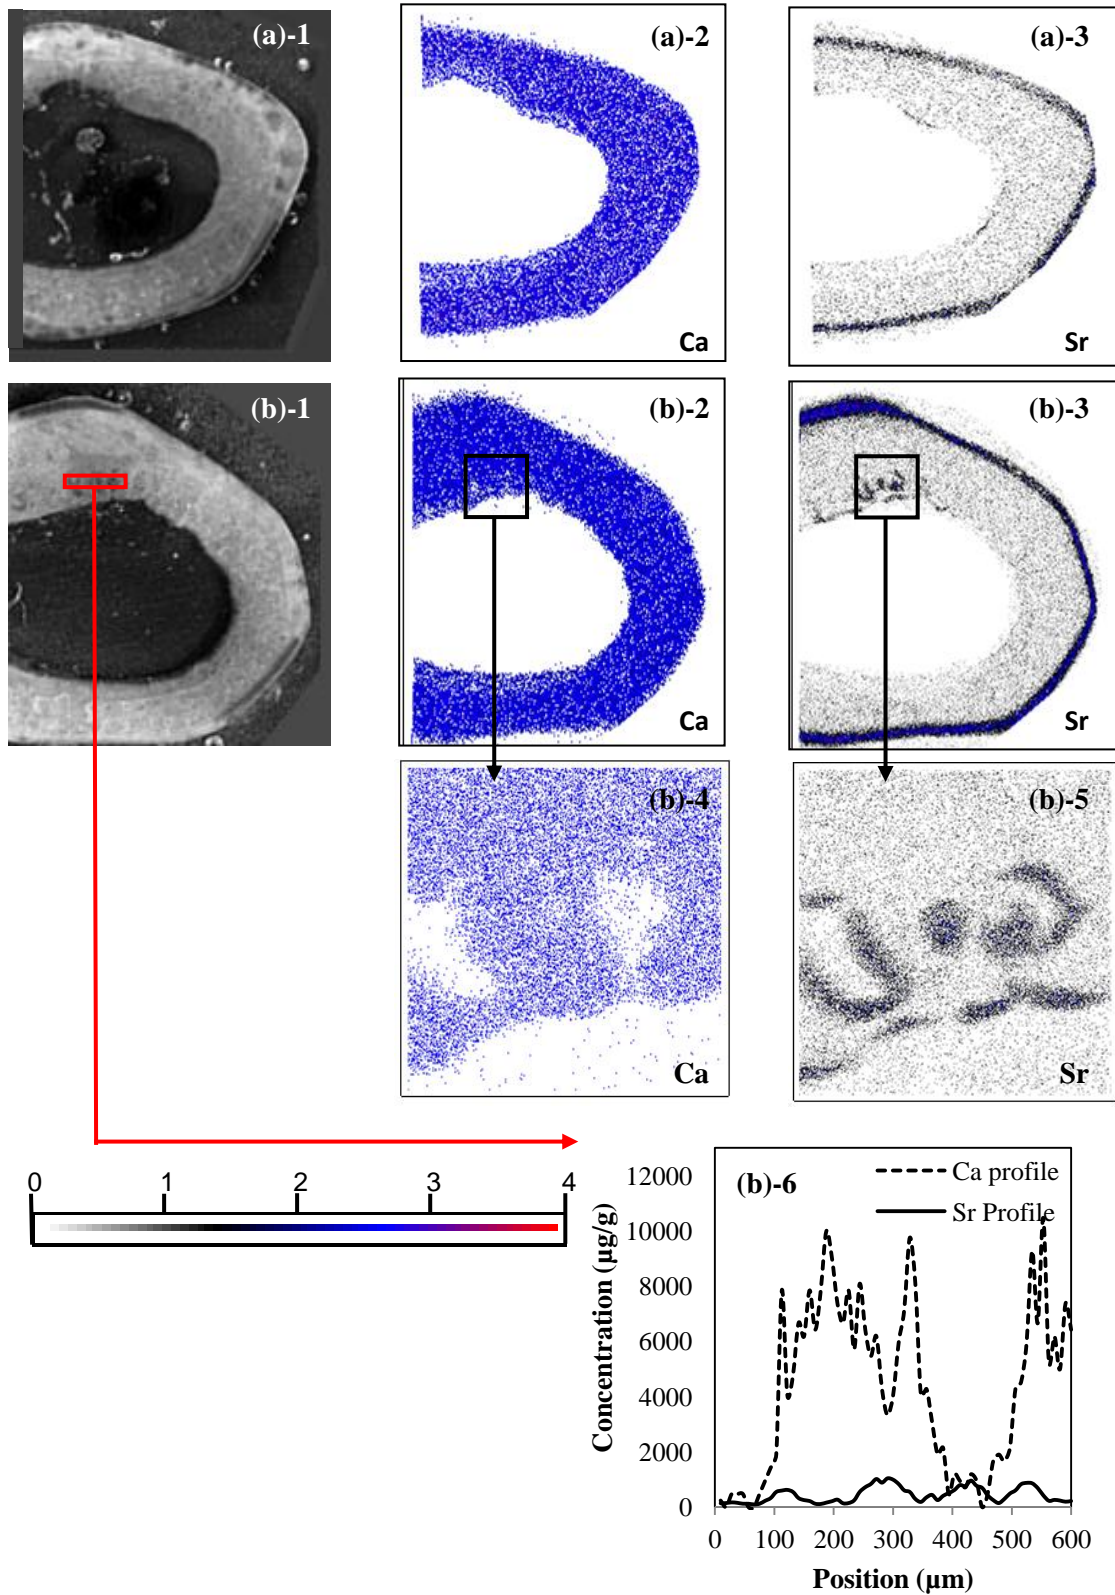 (a)-1
(a)-2
Ca
(a)-3
Sr
(b)-1
(b)-2
Ca
(b)-3
Sr
(b)-4
Ca
(b)-5
Sr
0 1 2 3 4
(b)-6
Ca profile
Sr Profile
Concentration (µg/g)
12000
10000
8000
6000
4000
2000
0
0 100 200 300 400 500 600
Position (µm)